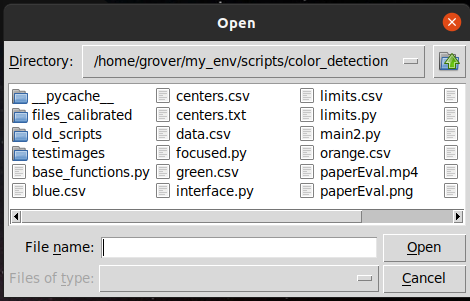 Open
Directory: /home/grover/my_env/scripts/color_detection
__pycache__ centers.csv limits.csv
files_calibrated centers.txt limits.py
old_scripts data.csv main2.py
testimages focused.py orange.csv
base_functions.py green.csv paperEval.mp4
blue.csv interface.py paperEval.png
File name: Open
Files of type: Cancel